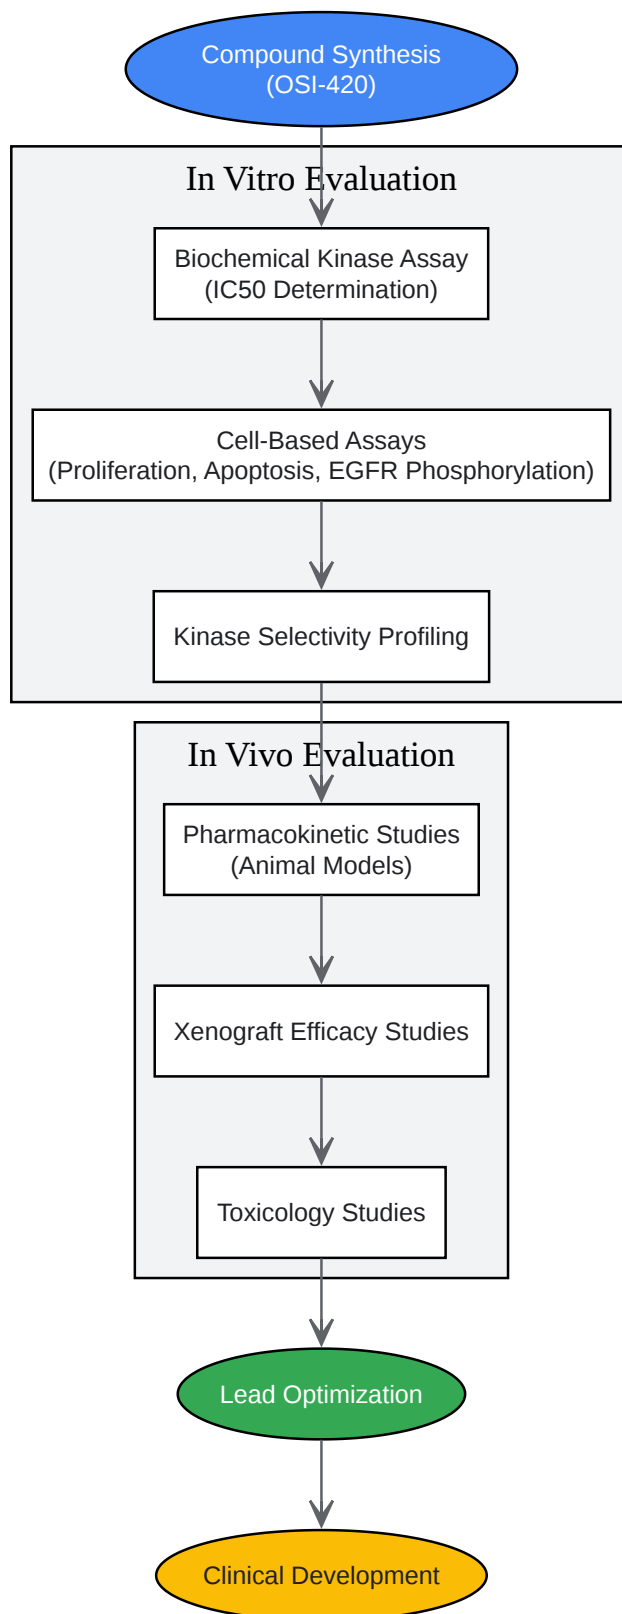 Compound Synthesis
(OSI-420)
In Vitro Evaluation
Biochemical Kinase Assay
(IC50 Determination)
Cell-Based Assays
(Proliferation, Apoptosis, EGFR Phosphorylation)
Kinase Selectivity Profiling
In Vivo Evaluation
Pharmacokinetic Studies
(Animal Models)
Xenograft Efficacy Studies
Toxicology Studies
Lead Optimization
Clinical Development